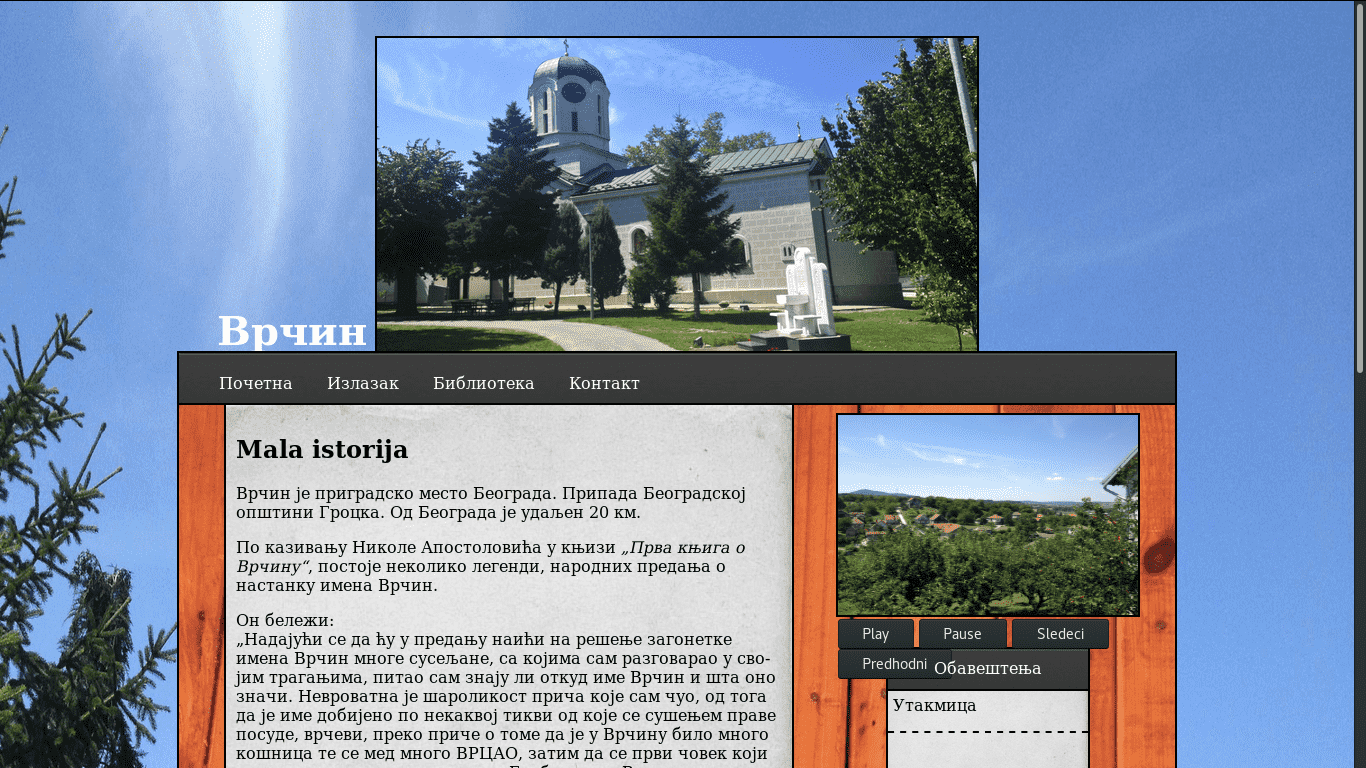 Врчин
Почетна Излазак Библиотека Контакт
Mala istorija
Врчин је приградско место Београда. Припада Београдској
општини Гроцка. Од Београда је удаљен 20 км.
По казивању Николе Апостоловића у књизи „Прва књига о
Врчину“, постоје неколико легенди, народних предања о
настанку имена Врчин.
Он бележи:
„Надајући се да ћу у предању наићи на решење загонетке
имена Врчин многе сусељане, са којима сам разговарао у сво-
јим трагањима, питао сам знају ли откуд име Врчин и шта оно
значи. Невроватна је шароликост прича које сам чуо, од тога
да је име добијено по некаквој тикви од које се сушењем праве
посуде, врчеви, преко приче о томе да је у Врчину било много
кошница те се мед много ВРЦАО, затим да се први човек који
Play Pause Sledeci
Predhodni
Обавештења
Утакмица